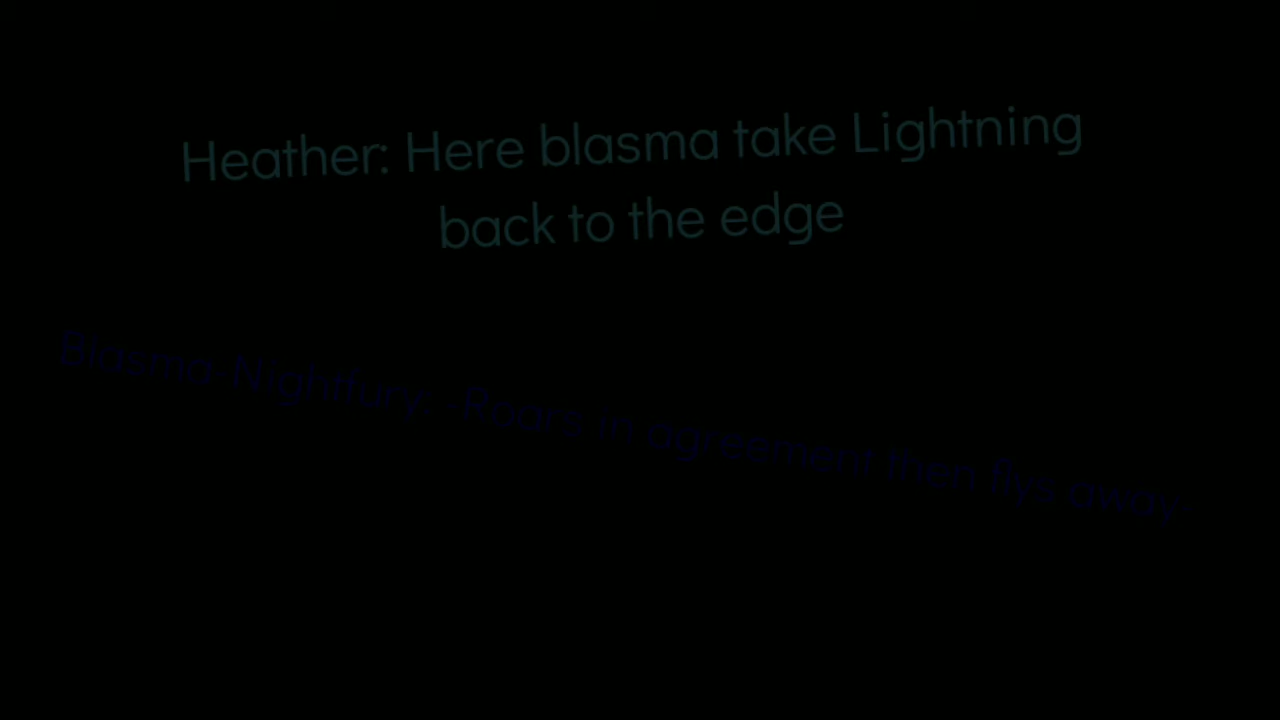 Heather: Here blasma take Lightning
back to the edge
Blasma-Nightfury: -Roars in agreement then flys away-